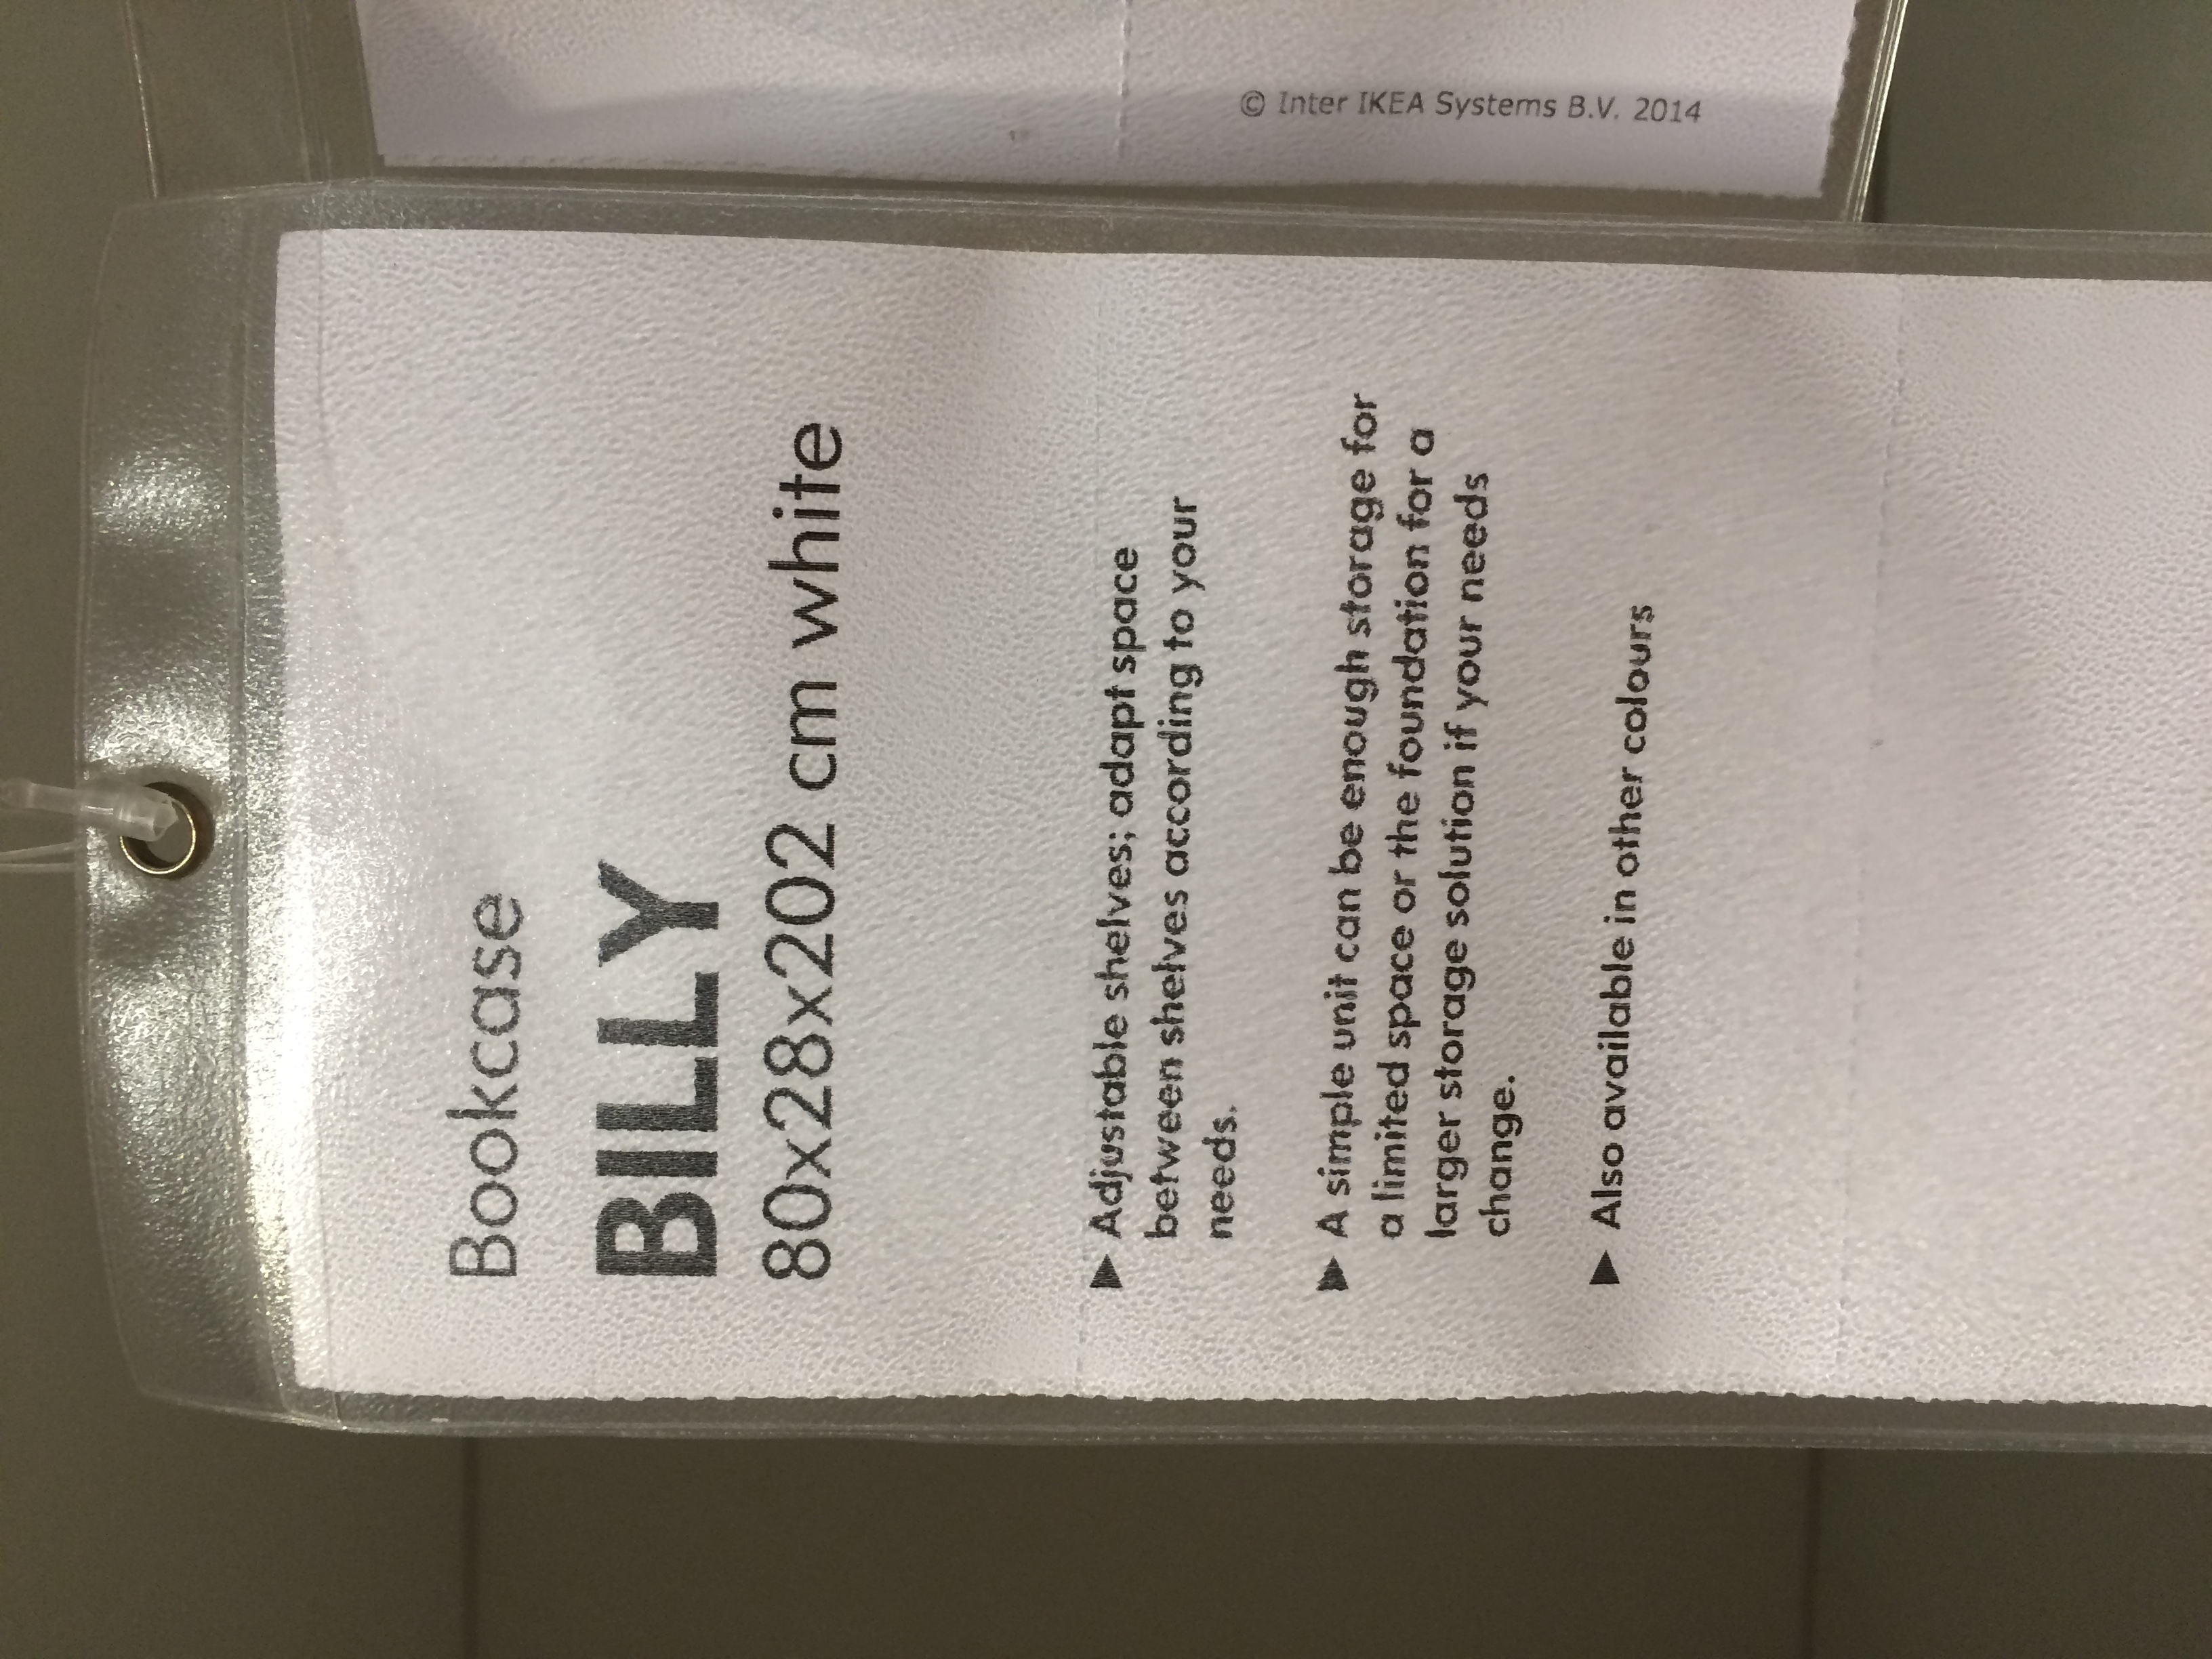 © Inter IKEA Systems B.V. 2014
Bookcase
BILLY
80x28x202 cm white
▶ Adjustable shelves; adapt space
between shelves according to your
needs.
▶ A simple unit can be enough storage for
a limited space or the foundation for a
larger storage solution if your needs
change.
▶ Also available in other colours